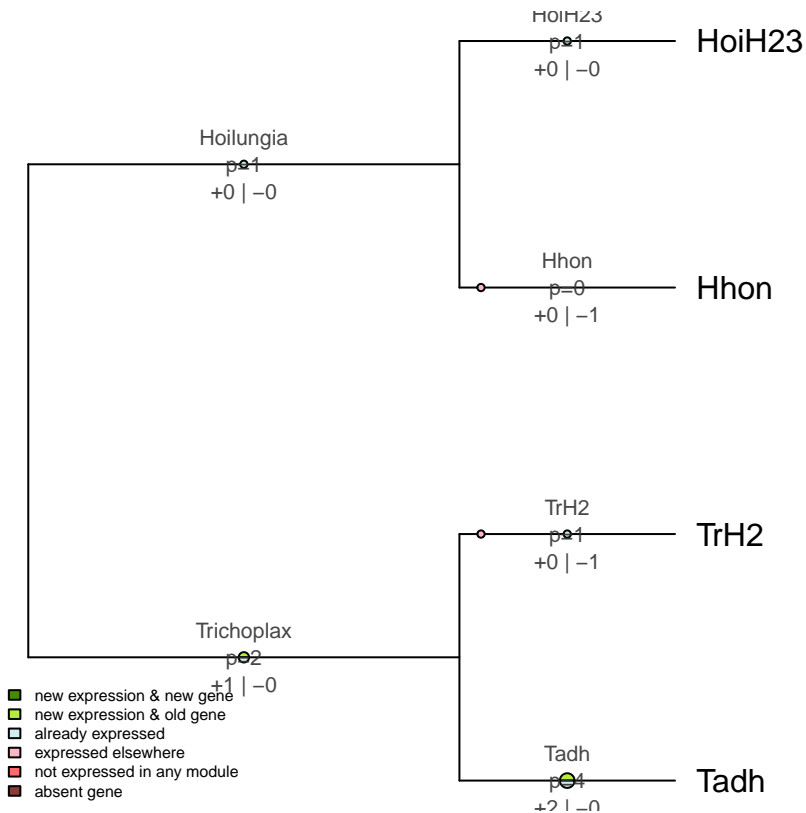 HoiH23
p=1
+0 | −0
HoiH23
Hoilungia
p=1
+0 | −0
Hhon
p=0
+0 | −1
Hhon
TrH2
p=1
+0 | −1
TrH2
Trichoplax
p=2
+1 | −0
new expression & new gene
new expression & old gene
already expressed
expressed elsewhere
not expressed in any module
absent gene
Tadh
p=4
+2 | −0
Tadh